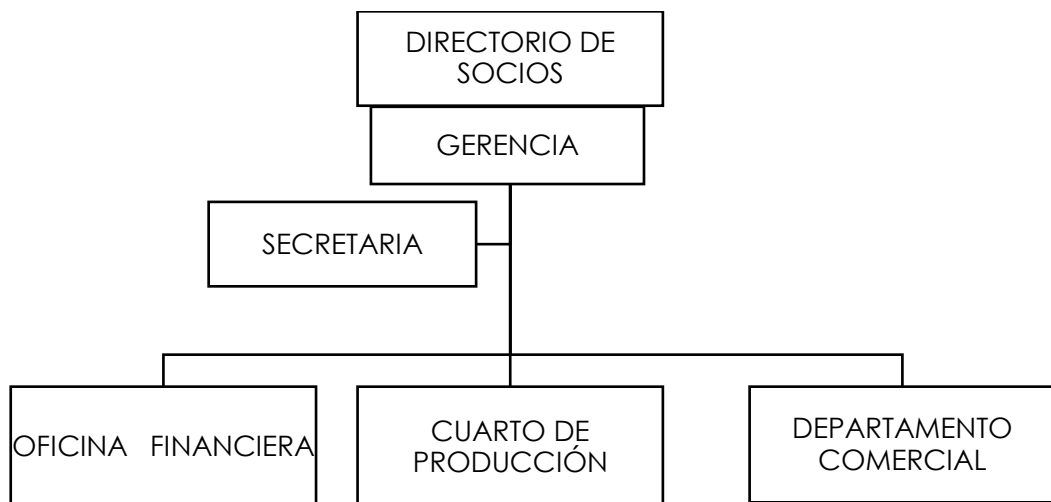 DIRECTORIO DE
SOCIOS
GERENCIA
SECRETARIA
OFICINA FINANCIERA
CUARTO DE
PRODUCCIÓN
DEPARTAMENTO
COMERCIAL